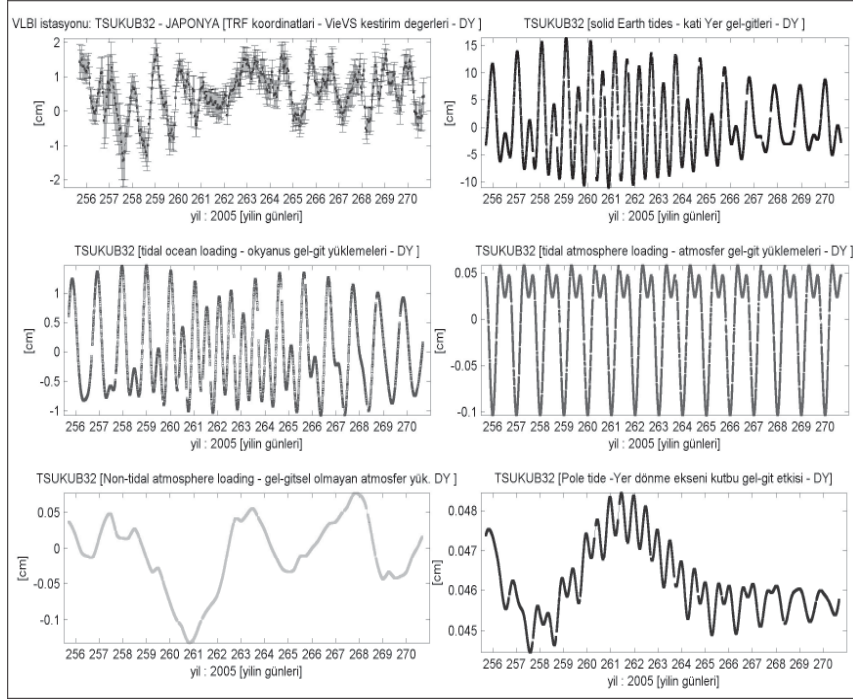 VLBI istasyonu: TSUKUB32 - JAPONYA [TRF koordinatlari - VieVS kestirim degerleri - DY ]
[cm]
2
1
0
-1
-2
256 257 258 259 260 261 262 263 264 265 266 267 268 269 270
yil : 2005 [yilin günleri]
TSUKUB32 [solid Earth tides - kati Yer gel-gitleri - DY ]
[cm]
15
10
5
0
-5
-10
256 257 258 259 260 261 262 263 264 265 266 267 268 269 270
yil : 2005 [yilin günleri]
TSUKUB32 [tidal ocean loading - okyanus gel-git yüklemeleri - DY ]
[cm]
1
0.5
0
-0.5
-1
256 257 258 259 260 261 262 263 264 265 266 267 268 269 270
yil : 2005 [yilin günleri]
TSUKUB32 [tidal atmosphere loading - atmosfer gel-git yüklemeleri - DY ]
[cm]
0.05
0
-0.05
-0.1
256 257 258 259 260 261 262 263 264 265 266 267 268 269 270
yil : 2005 [yilin günleri]
TSUKUB32 [Non-tidal atmosphere loading - gel-gitsel olmayan atmosfer yük. DY ]
[cm]
0.05
0
-0.05
-0.1
256 257 258 259 260 261 262 263 264 265 266 267 268 269 270
yil : 2005 [yilin günleri]
TSUKUB32 [Pole tide -Yer dönme ekseni kutbu gel-git etkisi - DY]
[cm]
0.048
0.047
0.046
0.045
256 257 258 259 260 261 262 263 264 265 266 267 268 269 270
yil : 2005 [yilin günleri]